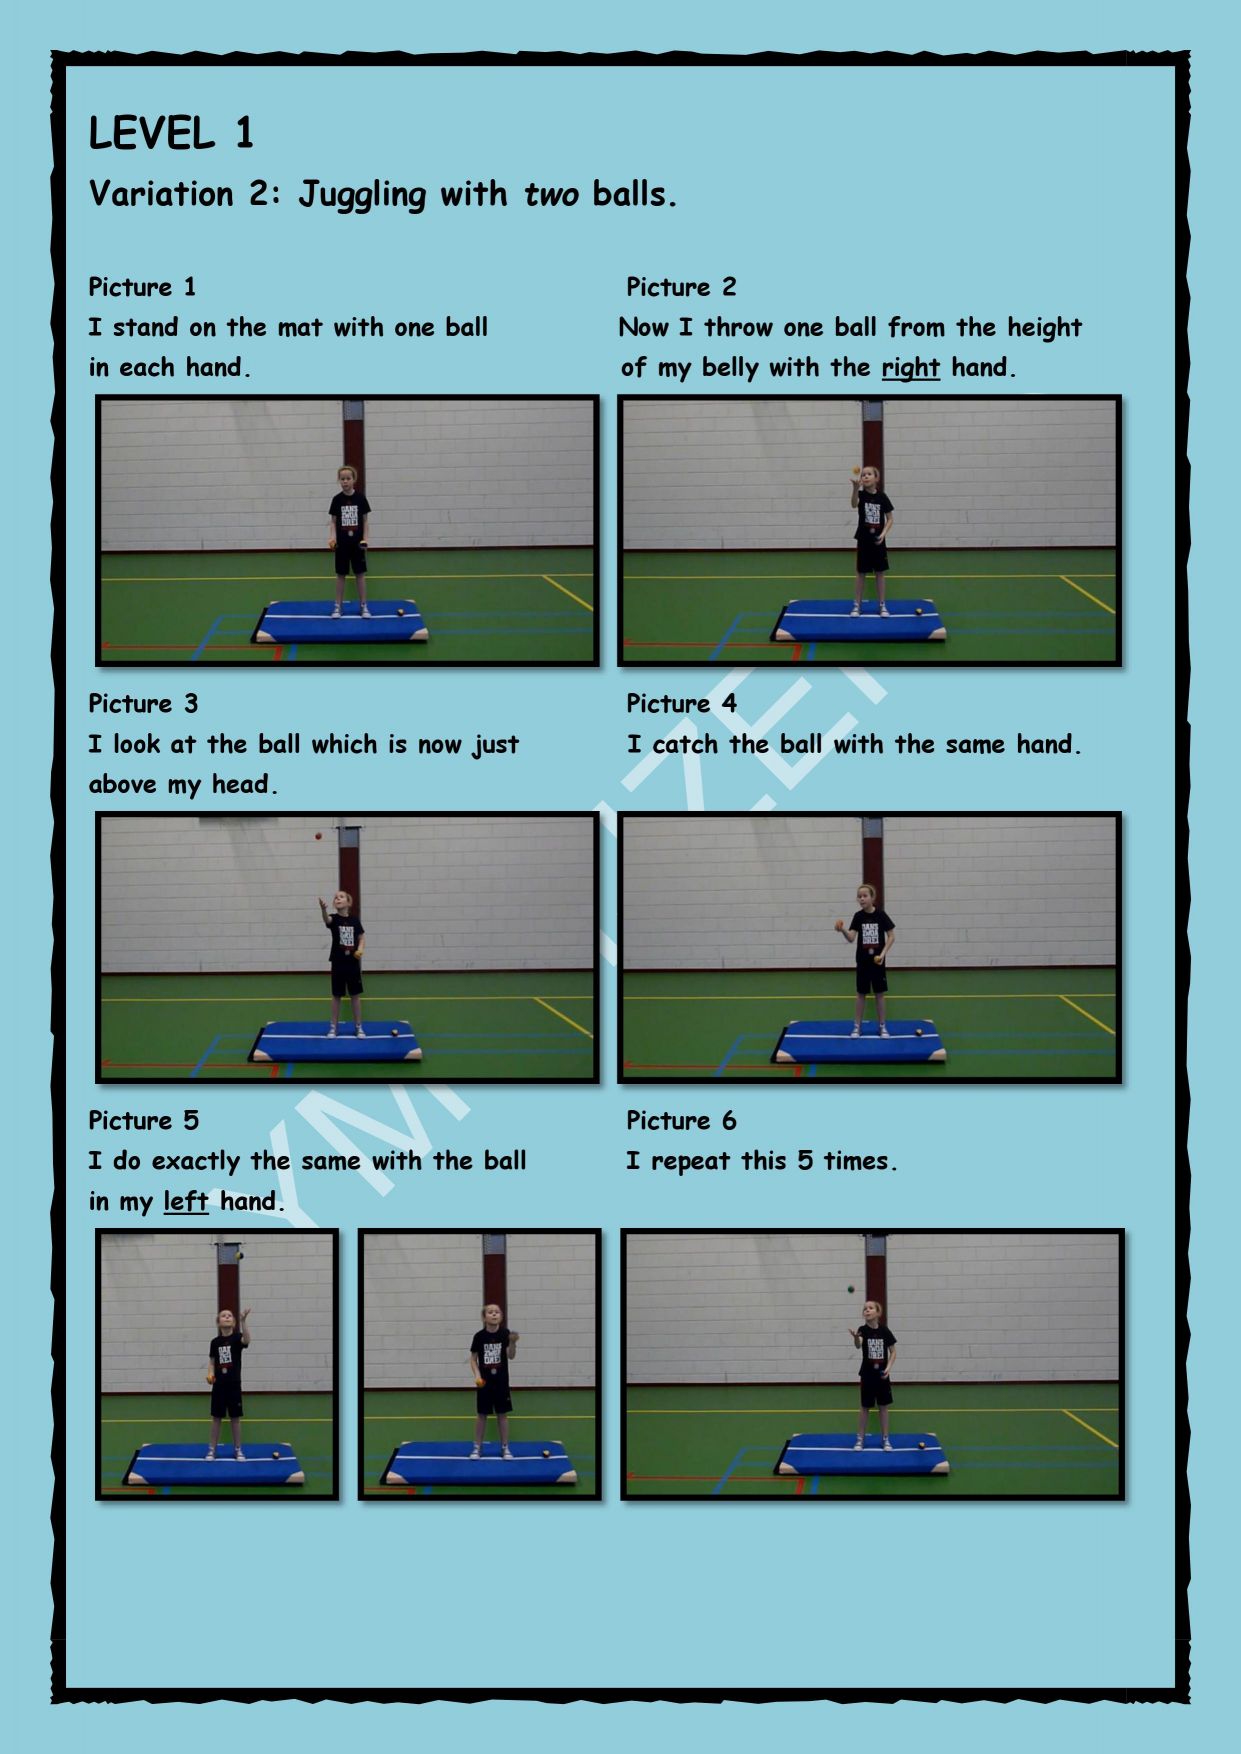 LEVEL 1
Variation 2: Juggling with two balls.
Picture 1
I stand on the mat with one ball
in each hand.
Picture 2
Now I throw one ball from the height
of my belly with the right hand.
Picture 3
I look at the ball which is now just
above my head.
Picture 4
I catch the ball with the same hand.
Picture 5
I do exactly the same with the ball
in my left hand.
Picture 6
I repeat this 5 times.